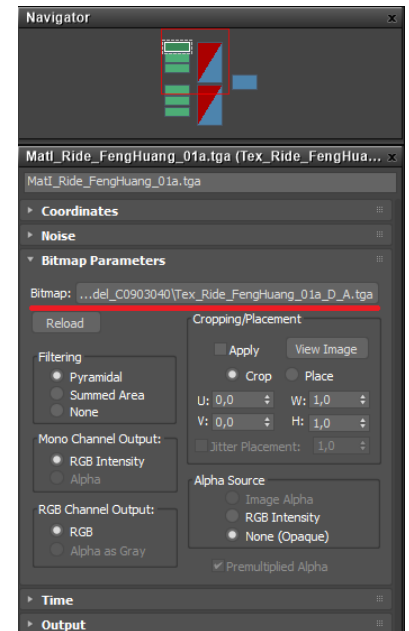 Navigator x
MatI_Ride_FengHuang_01a.tga (Tex_Ride_FengHua... x
MatI_Ride_FengHuang_01a.tga
Coordinates
Noise
Bitmap Parameters
Bitmap: ...del_C0903040\Tex_Ride_FengHuang_01a_D_A.tga
Reload
Cropping/Placement
Apply View Image
Crop Place
U: 0,0 W: 1,0
V: 0,0 H: 1,0
Jitter Placement: 1,0
Filtering
Pyramidal
Summed Area
None
Mono Channel Output:
RGB Intensity
Alpha
RGB Channel Output:
RGB
Alpha as Gray
Alpha Source
Image Alpha
RGB Intensity
None (Opaque)
Premultiplied Alpha
Time
Output